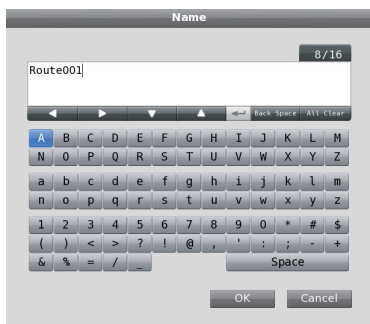 Name
8/16
Route001
Back Space All Clear
A B C D E F G H I J K L M
N O P Q R S T U V W X Y Z
a b c d e f g h i j k l m
n o p q r s t u v w x y z
1 2 3 4 5 6 7 8 9 0 * # $
( ) < > ? ! @ , ' : ; - +
& % = / _ Space
OK Cancel